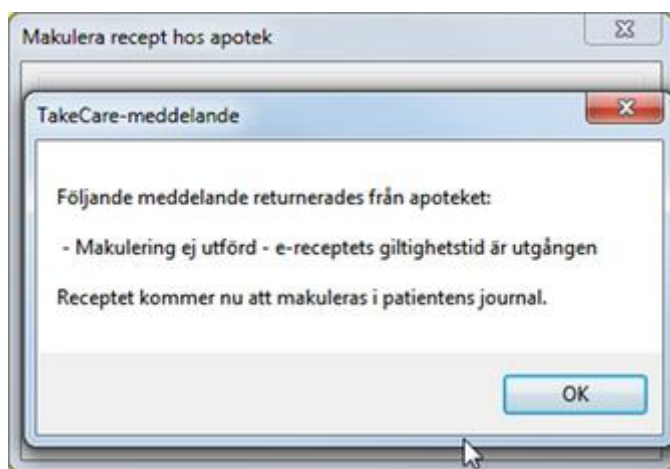 Makulera recept hos apotek
TakeCare-meddelande
Följande meddelande returnerades från apoteket:
- Makulering ej utförd - e-receptets giltighetstid är utgången
Receptet kommer nu att makuleras i patientens journal.
OK